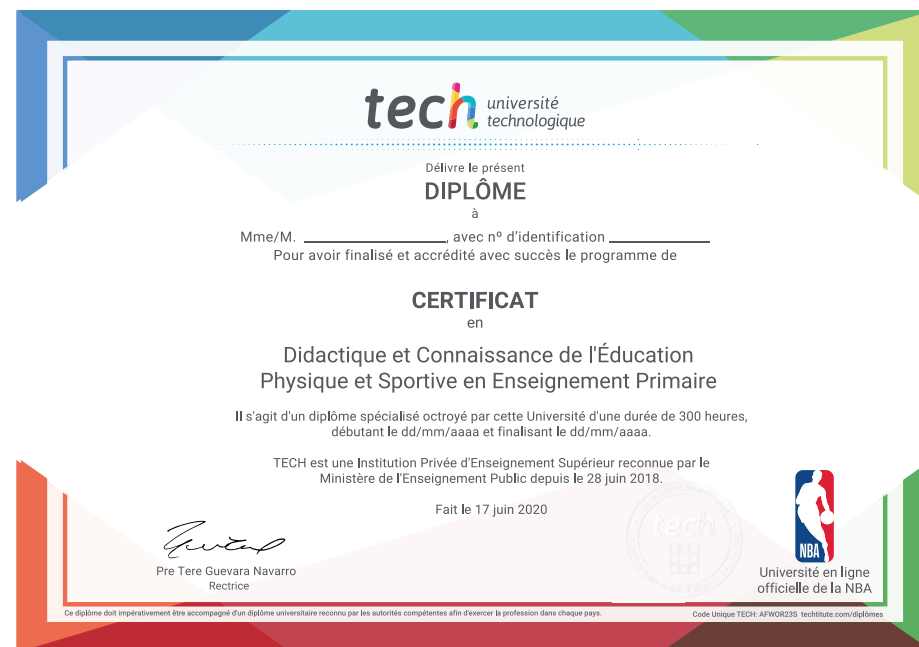 tech université
technologique
Délivre le présent
DIPLÔME
à
Mme/M. ____________________, avec nº d'identification ______________
Pour avoir finalisé et accrédité avec succès le programme de
CERTIFICAT
en
Didactique et Connaissance de l'Éducation
Physique et Sportive en Enseignement Primaire
Il s'agit d'un diplôme spécialisé octroyé par cette Université d'une durée de 300 heures,
débutant le dd/mm/aaaa et finalisant le dd/mm/aaaa.
TECH est une Institution Privée d'Enseignement Supérieur reconnue par le
Ministère de l'Enseignement Public depuis le 28 juin 2018.
Fait le 17 juin 2020
tech
Pre Tere Guevara Navarro
Rectrice
NBA
Université en ligne
officielle de la NBA
Ce diplôme doit impérativement être accompagné d'un diplôme universitaire reconnu par les autorités compétentes afin d'exercer la profession dans chaque pays.
Code Unique TECH: AFWOR23S techtitute.com/diplômes